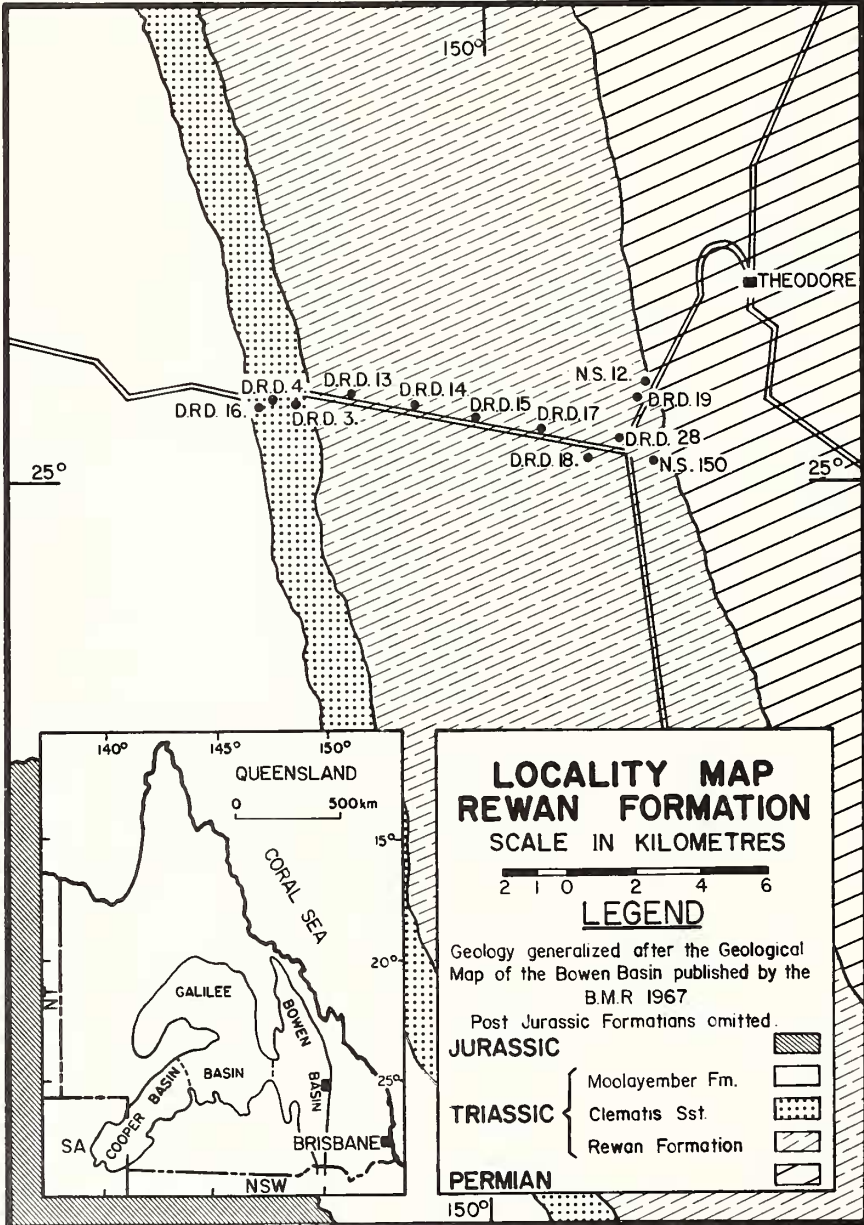 150°
THEODORE
N.S. 12.
D.R.D. 13
D.R.D. 4.
D.R.D. 14
D.R.D. 19
D.R.D. 16.
D.R.D. 3.
D.R.D. 15
D.R.D. 17
D.R.D. 28
D.R.D. 18.
N.S. 150
25°
25°
140° 145° 150°
QUEENSLAND
0 500km
15°
CORAL SEA
20°
GALILEE
BOWEN
NT
BASIN
25°
BASIN
COOPER BASIN
SA
BRISBANE
NSW
LOCALITY MAP
REWAN FORMATION
SCALE IN KILOMETRES
2 1 0 2 4 6
LEGEND
Geology generalized after the Geological
Map of the Bowen Basin published by the
B.M.R 1967
Post Jurassic Formations omitted.
JURASSIC
Moolayember Fm.
TRIASSIC Clematis Sst.
Rewan Formation
PERMIAN
150°